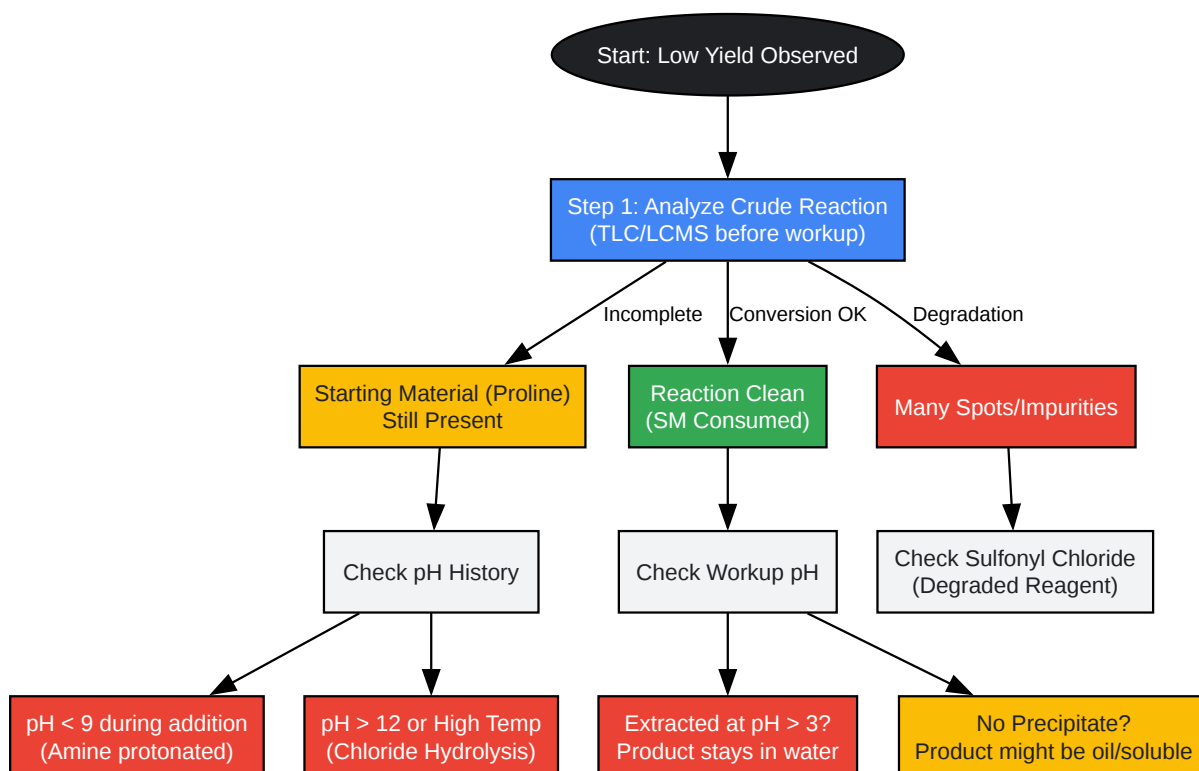 Start: Low Yield Observed
Step 1: Analyze Crude Reaction
(TLC/LCMS before workup)
Incomplete
Conversion OK
Degradation
Starting Material (Proline)
Still Present
Reaction Clean
(SM Consumed)
Many Spots/Impurities
Check pH History
Check Workup pH
Check Sulfonyl Chloride
(Degraded Reagent)
pH < 9 during addition
(Amine protonated)
pH > 12 or High Temp
(Chloride Hydrolysis)
Extracted at pH > 3?
Product stays in water
No Precipitate?
Product might be oil/soluble